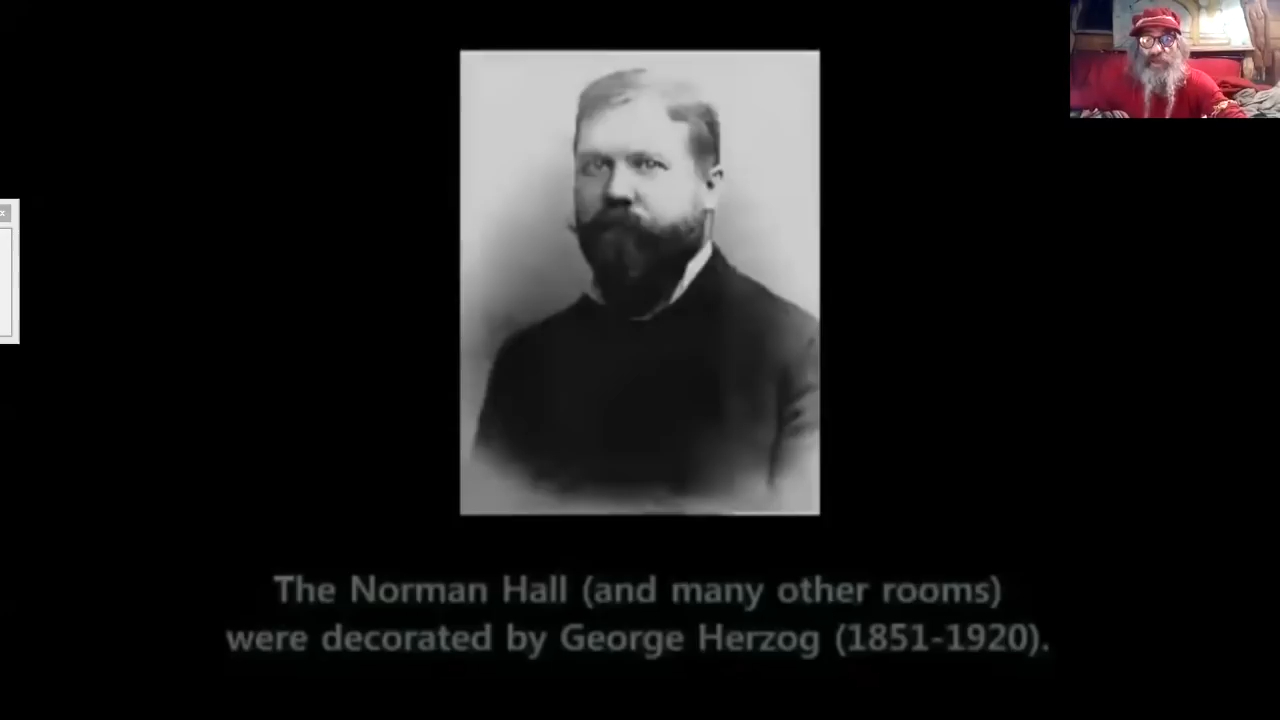 The Norman Hall (and many other rooms)
were decorated by George Herzog (1851-1920).